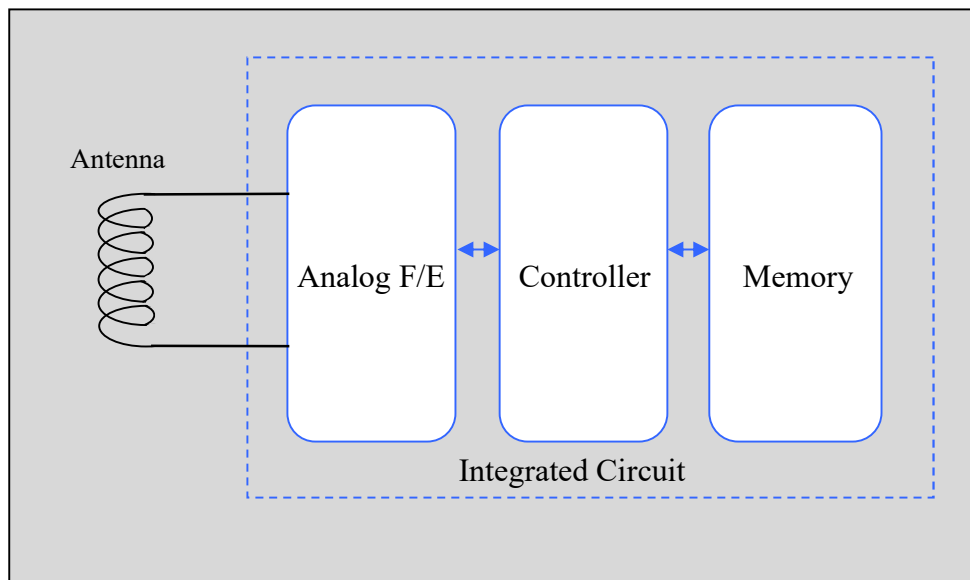 Antenna
Analog F/E
Controller
Memory
Integrated Circuit